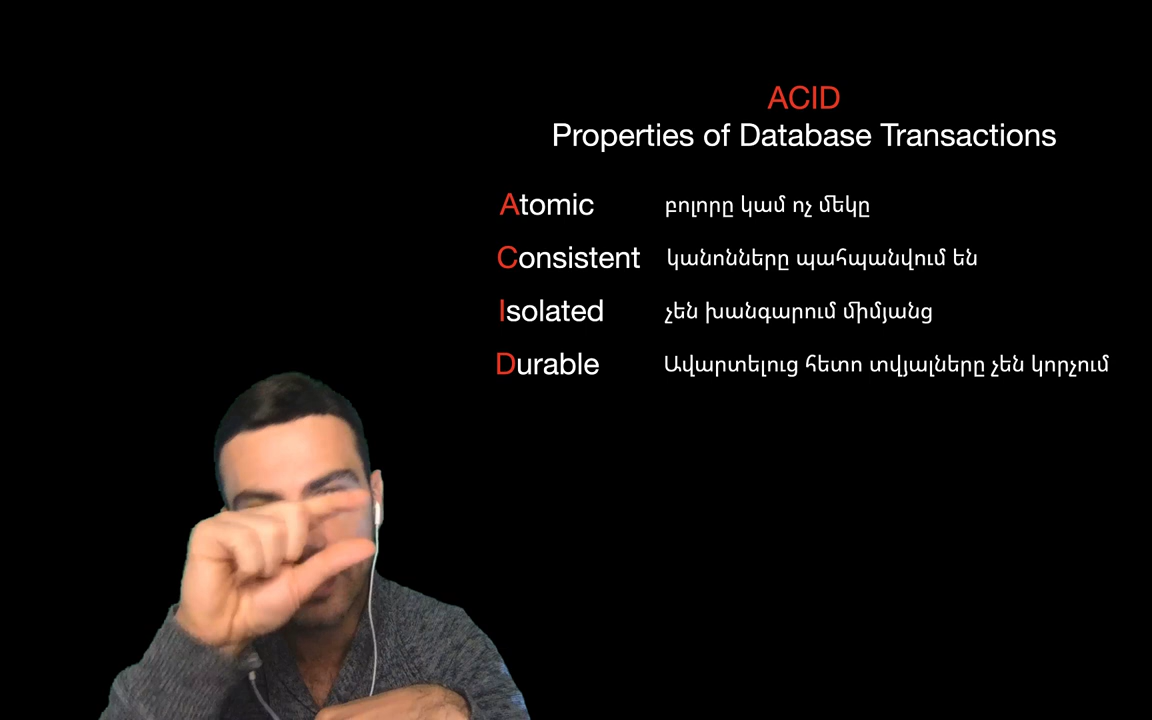 ACID
Properties of Database Transactions
Atomic բոլորը կամ ոչ մեկը
Consistent կանոնները պահպանվում են
Isolated չեն խանգարում միմյանց
Durable Ավարտելուց հետո տվյալները չեն կորչում